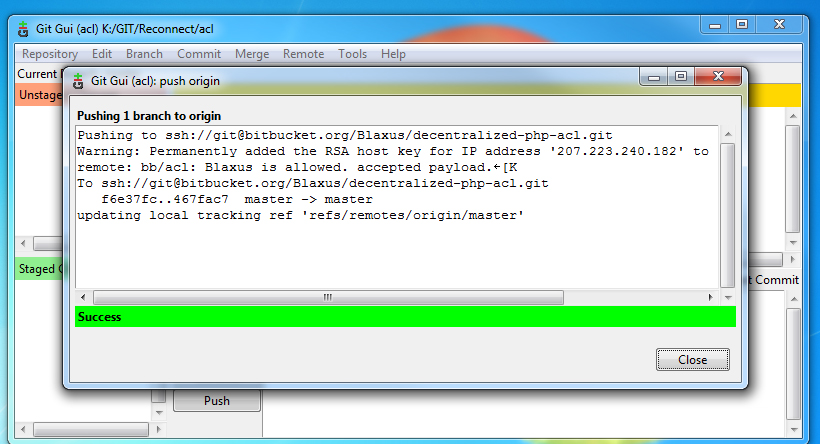 Git Gui (acl) K:/GIT/Reconnect/acl
Repository Edit Branch Commit Merge Remote Tools Help
Current
Unstage
Git Gui (acl): push origin
Pushing 1 branch to origin
Pushing to ssh://git@bitbucket.org/Blaxus/decentralized-php-acl.git
Warning: Permanently added the RSA host key for IP address '207.223.240.182' to
remote: bb/acl: Blaxus is allowed. accepted payload.←[K
To ssh://git@bitbucket.org/Blaxus/decentralized-php-acl.git
f6e37fc..467fac7 master -> master
updating local tracking ref 'refs/remotes/origin/master'
Staged
t Commit
Success
Close
Push